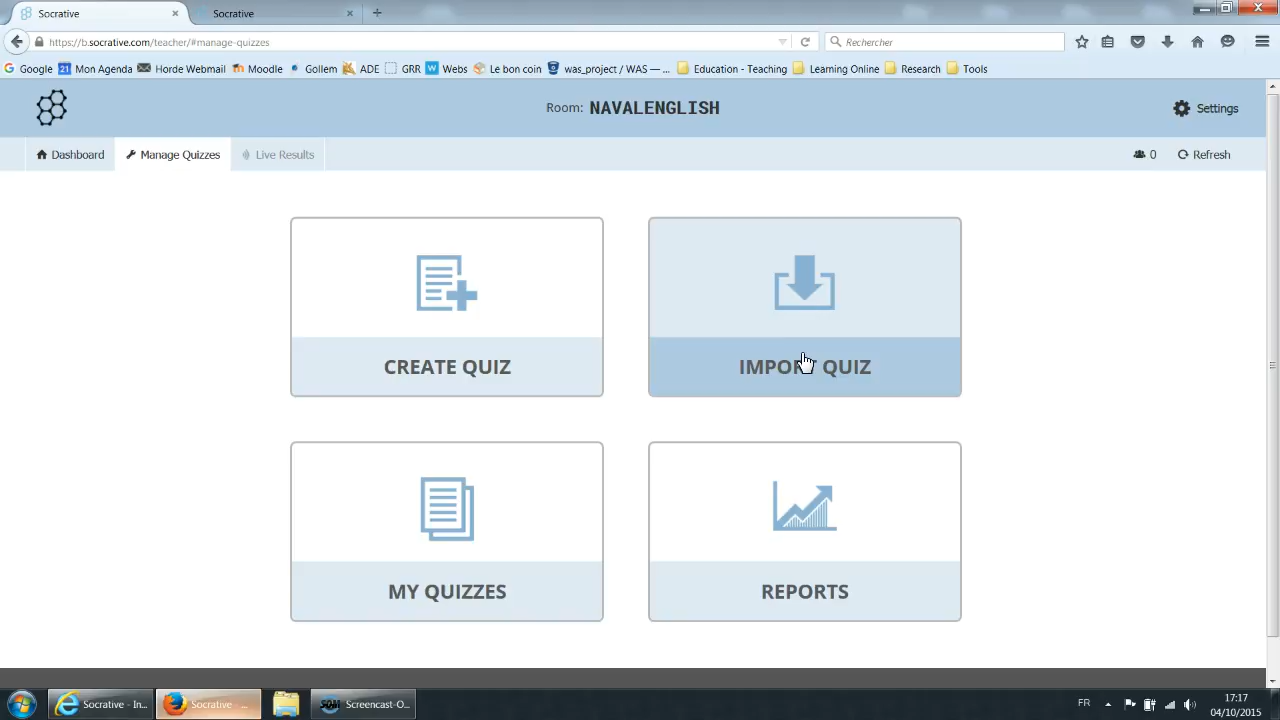 Socrative
Socrative
https://b.socrative.com/teacher/#manage-quizzes
Rechercher
Google
Mon Agenda
Horde Webmail
Moodle
Gollem
ADE
GRR
Webs
Le bon coin
was_project / WAS — ...
Education - Teaching
Learning Online
Research
Tools
Room: NAVALENGLISH
Settings
Dashboard
Manage Quizzes
Live Results
0
Refresh
CREATE QUIZ
IMPORT QUIZ
MY QUIZZES
REPORTS
Socrative - In...
Socrative - ...
Screencast-O...
FR
17:17
04/10/2015